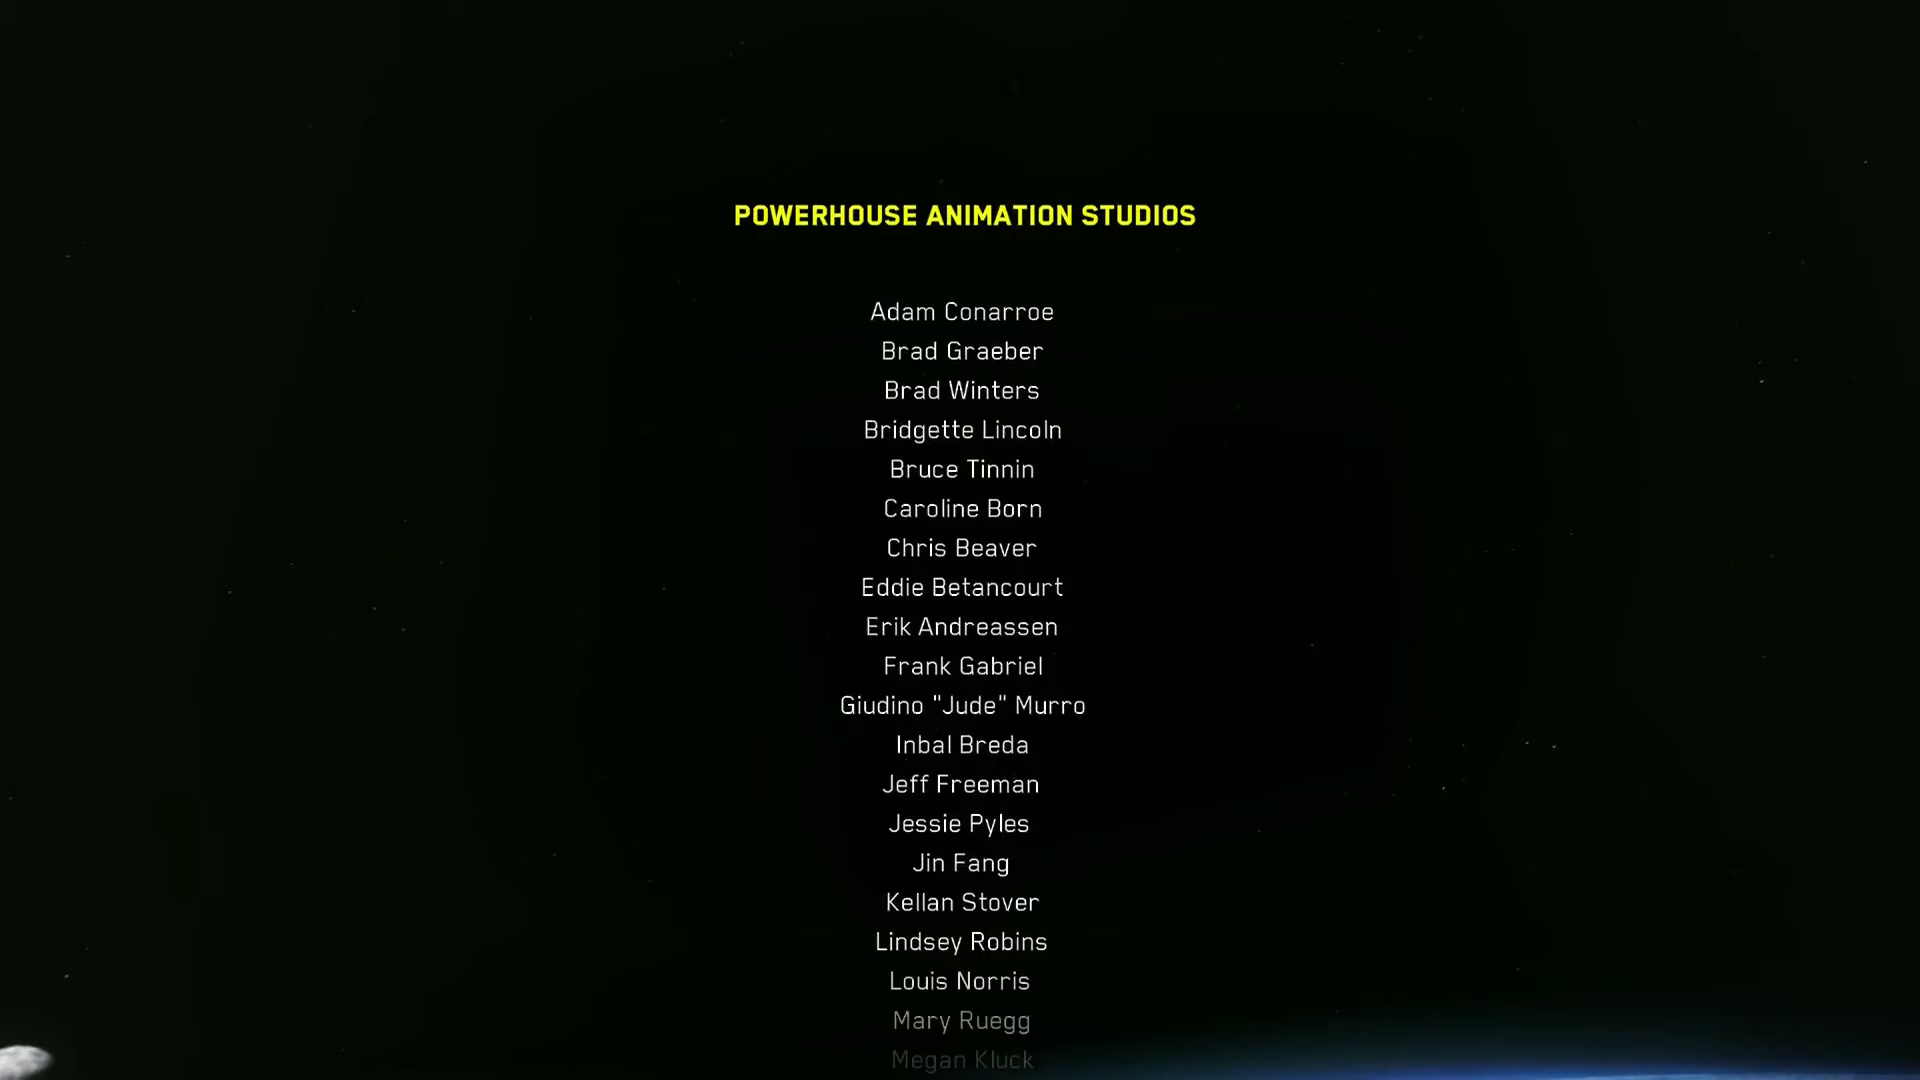 POWERHOUSE ANIMATION STUDIOS
Adam Conarroe
Brad Graeber
Brad Winters
Bridgette Lincoln
Bruce Tinnin
Caroline Born
Chris Beaver
Eddie Betancourt
Erik Andreassen
Frank Gabriel
Giudino "Jude" Murro
Inbal Breda
Jeff Freeman
Jessie Pyles
Jin Fang
Kellan Stover
Lindsey Robins
Louis Norris
Mary Ruegg
Megan Kluck